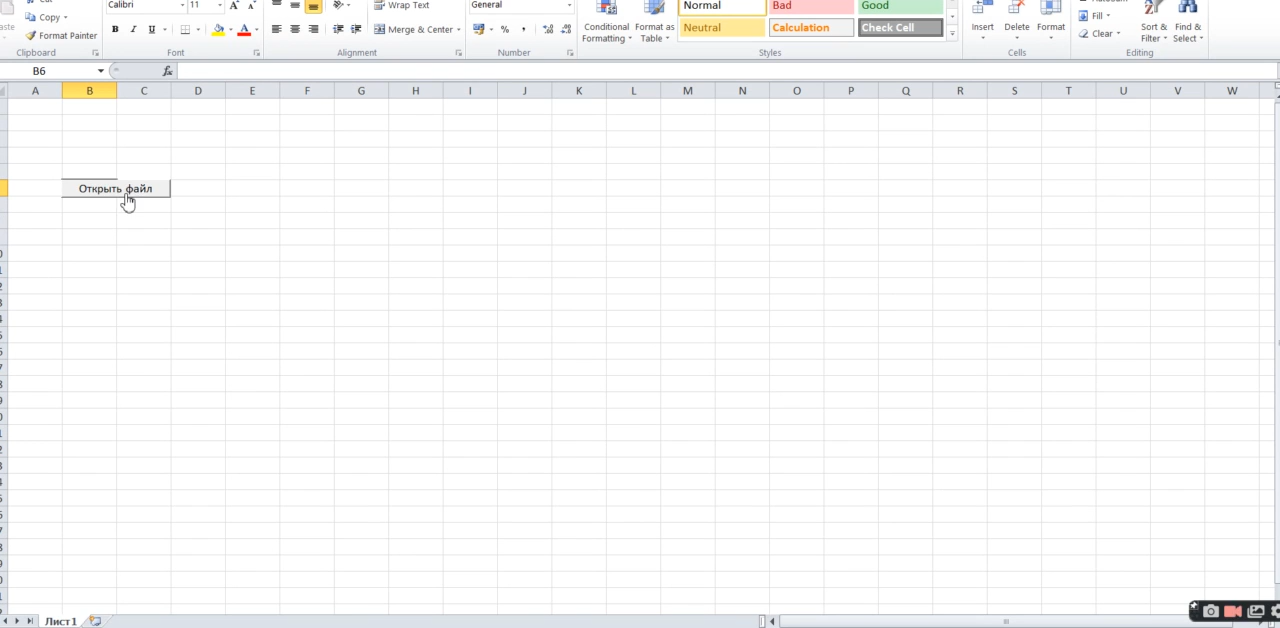 Calibri 11 Wrap Text General Normal Bad Good
Copy
Format Painter
Merge & Center
Conditional Formatting
Format as Table
Neutral Calculation Check Cell
Insert Delete Format
Fill
Clear
Sort & Filter
Find & Select
Clipboard Font Alignment Number Styles Cells Editing
B6 fx
A B C D E F G H I J K L M N O P Q R S T U V W
Открыть файл
Лист1